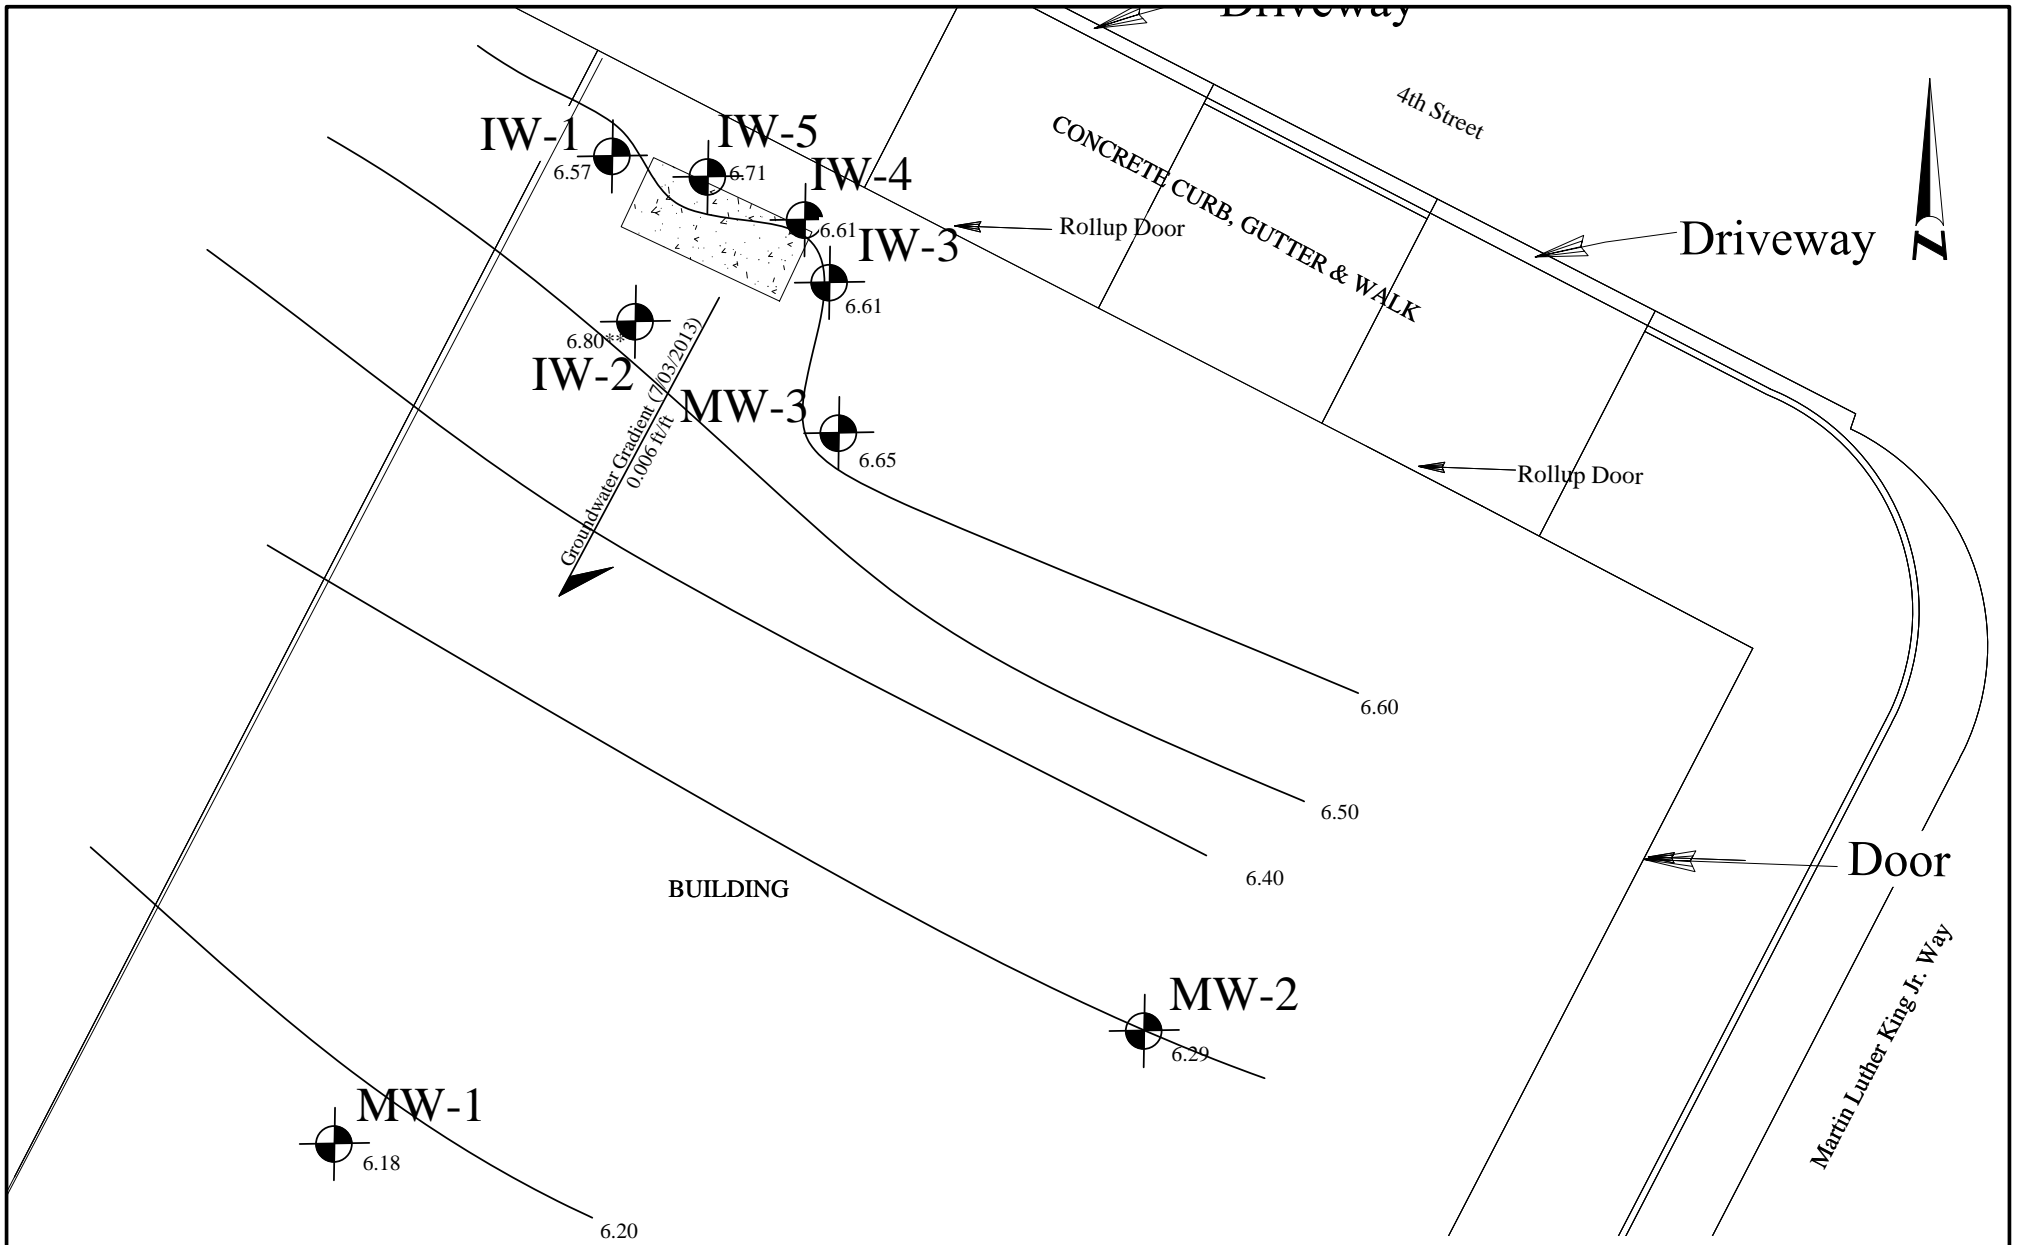 Driveway
4th Street
CONCRETE CURB, GUTTER & WALK
IW-1
6.57
IW-5
6.71
IW-4
6.61
IW-3
6.61
Rollup Door
Driveway
N
6.80**
IW-2
Groundwater Gradient (7/03/2013)
0.006 ft/ft
MW-3
6.65
Rollup Door
6.60
6.50
6.40
Door
BUILDING
Martin Luther King Jr. Way
MW-2
6.29
MW-1
6.18
6.20